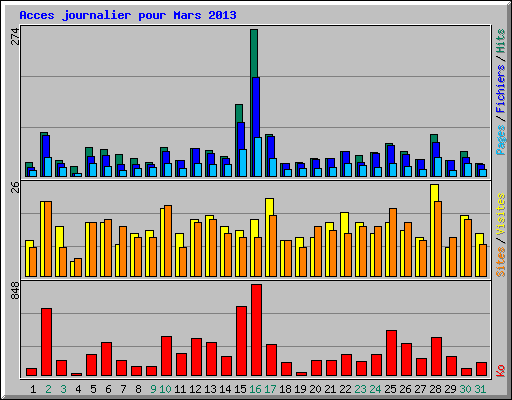 Acces journalier pour Mars 2013
274
Pages / Fichiers / Hits
26
Sites / Visites
848
Ko
1 2 3 4 5 6 7 8 9 10 11 12 13 14 15 16 17 18 19 20 21 22 23 24 25 26 27 28 29 30 31